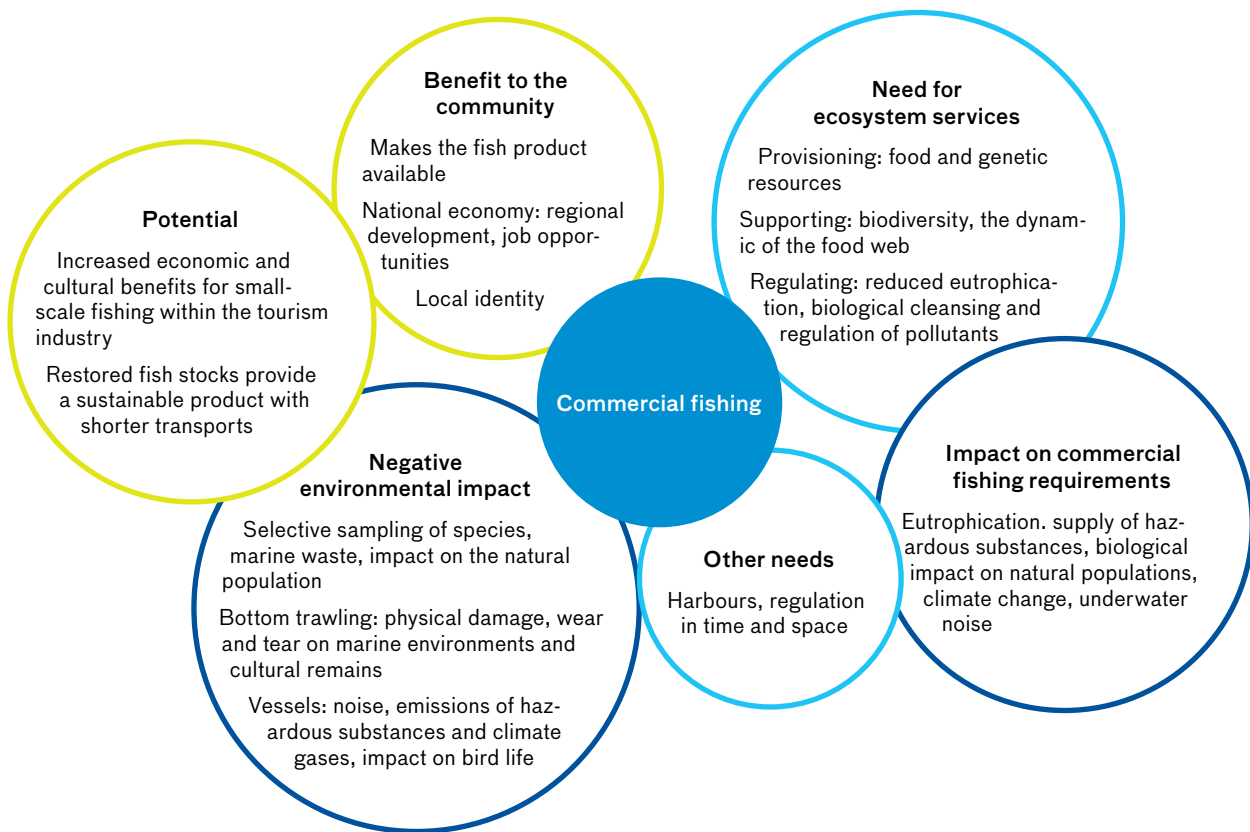 Benefit to the
community
Makes the fish product
available
National economy: regional
development, job oppor-
tunities
Local identity
Need for
ecosystem services
Provisioning: food and genetic
resources
Supporting: biodiversity, the dynam-
ic of the food web
Regulating: reduced eutrophica-
tion, biological cleansing and
regulation of pollutants
Potential
Increased economic and
cultural benefits for small-
scale fishing within the tourism
industry
Restored fish stocks provide
a sustainable product with
shorter transports
Commercial fishing
Negative
environmental impact
Selective sampling of species,
marine waste, impact on the natural
population
Bottom trawling: physical damage, wear
and tear on marine environments and
cultural remains
Vessels: noise, emissions of haz-
ardous substances and climate
gases, impact on bird life
Other needs
Harbours, regulation
in time and space
Impact on commercial
fishing requirements
Eutrophication. supply of haz-
ardous substances, biological
impact on natural populations,
climate change, underwater
noise